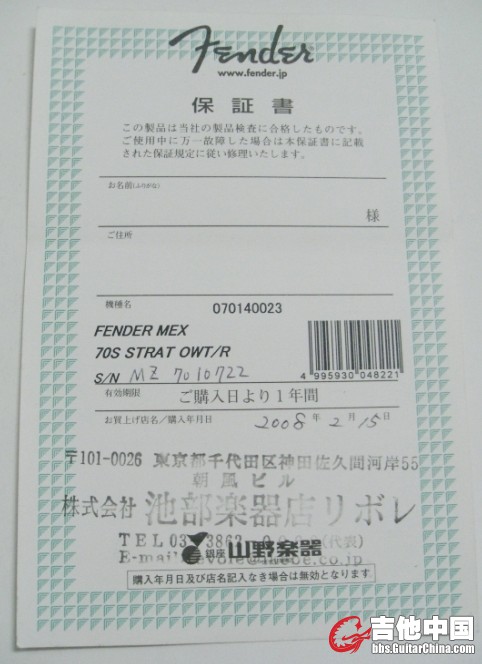 Fender
www.fender.jp
保証書
この製品は当社の製品検査に合格したものです。
ご使用中に万一故障した場合は本保証書に記載
された保証規定に従い修理いたします。
お名前(ふりがな)
様
ご住所
機種名 070140023
FENDER MEX
70S STRAT OWT/R
4 995930 048221
S/N MZ 7010722
有効期限 ご購入日より1年間
お買上げ店名/購入年月日 2008年2月15日
〒101-0026 東京都千代田区神田佐久間河岸55
朝風ビル
株式会社 池部楽器店リボレ
TEL03 3862 (代表)
銀座 山野楽器
E-mail
購入年月日及び店名記入なき場合は無効となります
吉他中国
bbs.GuitarChina.com